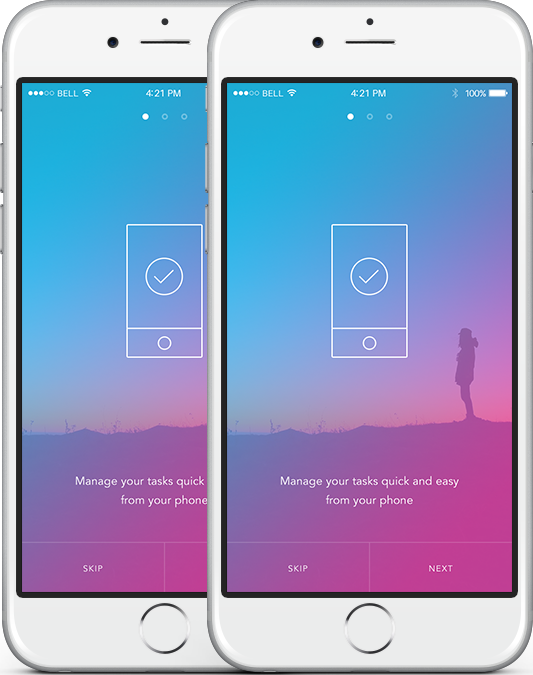 BELL
4:21 PM
Manage your tasks quick
from your phone
SKIP
BELL
4:21 PM
100%
Manage your tasks quick and easy
from your phone
SKIP
NEXT